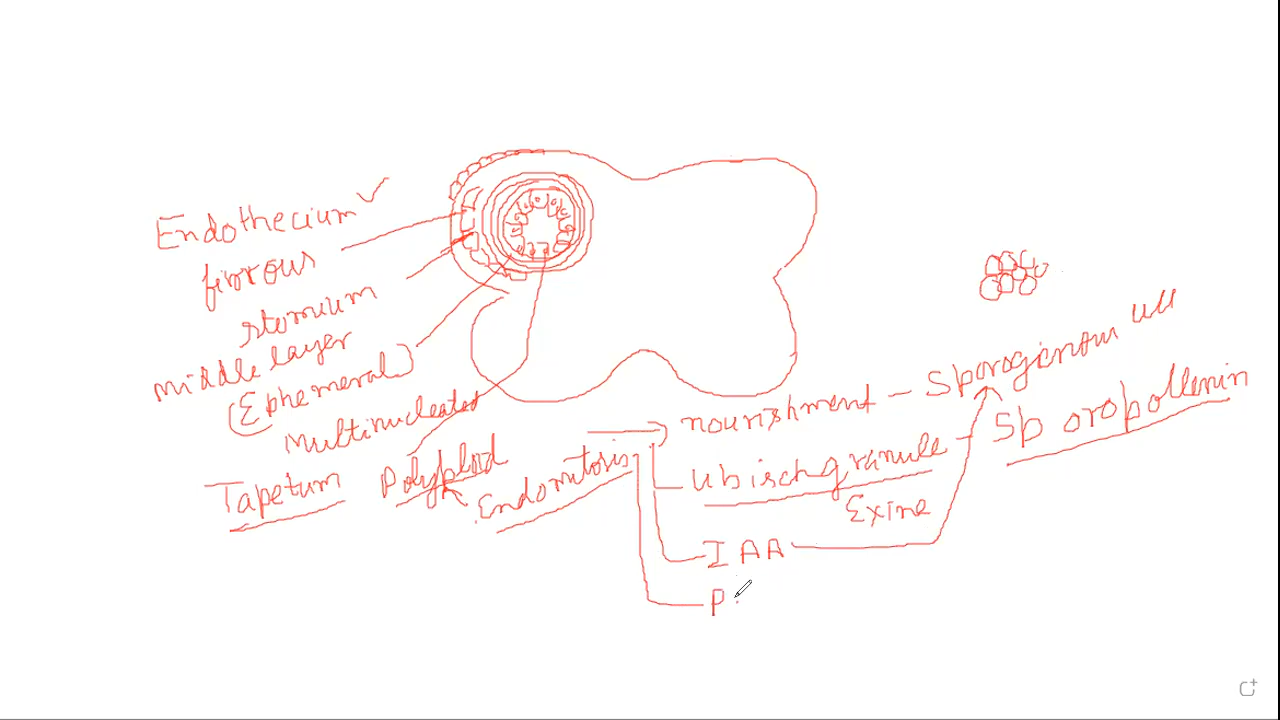 Endothecium
fibrous
stomium
middle layer
(Ephemeral)
Multinucleated
Tapetum Polyploid
Endomitosis
nourishment - Sporogenous cell
Ubisch granule - Sporopollenin
Exine
IAA
P